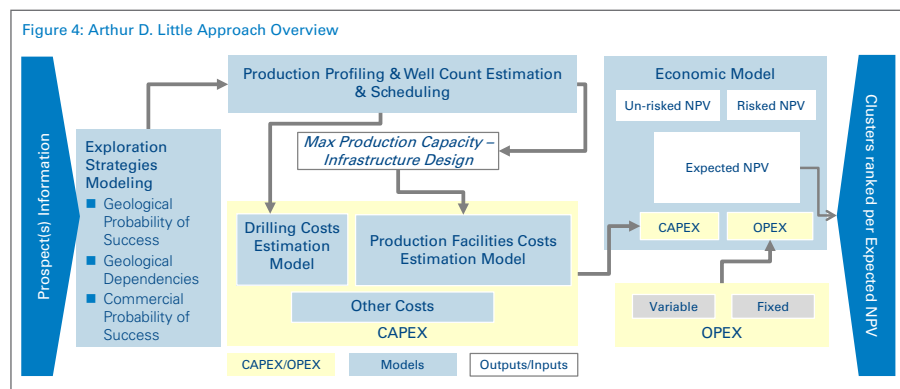 Figure 4: Arthur D. Little Approach Overview
Prospect(s) Information
Exploration
Strategies
Modeling
Geological
Probability of
Success
Geological
Dependencies
Commercial
Probability of
Success
Production Profiling & Well Count Estimation
& Scheduling
Max Production Capacity –
Infrastructure Design
Drilling Costs
Estimation
Model
Production Facilities Costs
Estimation Model
Other Costs
CAPEX
Economic Model
Un-risked NPV
Risked NPV
Expected NPV
CAPEX
OPEX
Variable
Fixed
OPEX
Clusters ranked per Expected NPV
CAPEX/OPEX
Models
Outputs/Inputs